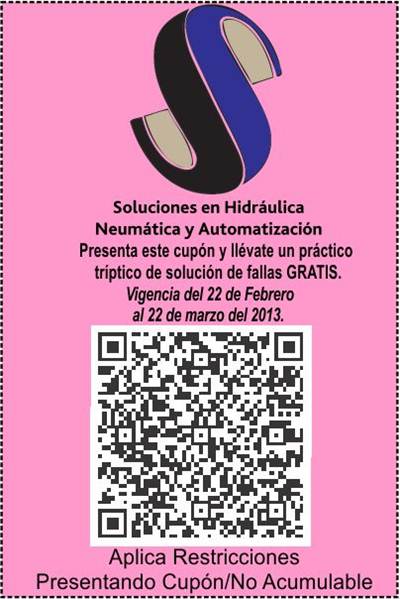 Soluciones en Hidráulica
Neumática y Automatización
Presenta este cupón y llévate un práctico
tríptico de solución de fallas GRATIS.
Vigencia del 22 de Febrero
al 22 de marzo del 2013.
Aplica Restricciones
Presentando Cupón/No Acumulable